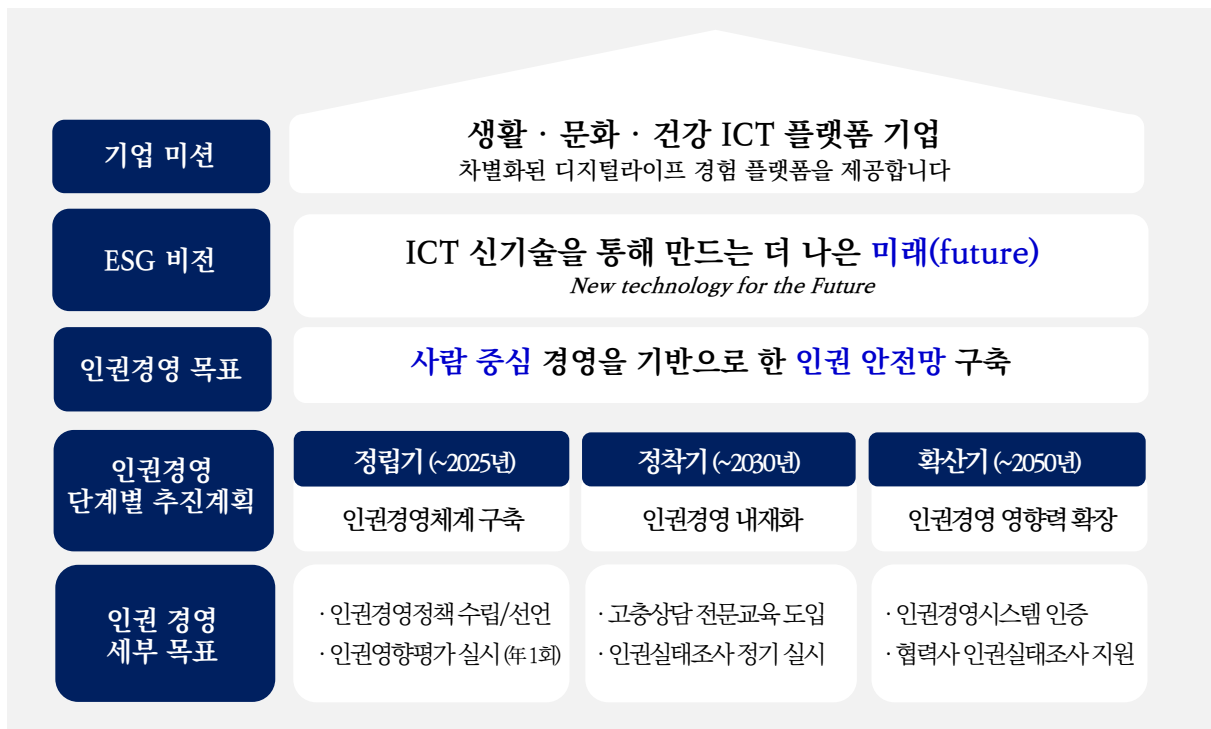 기업 미션
생활 · 문화 · 건강 ICT 플랫폼 기업
차별화된 디지털라이프 경험 플랫폼을 제공합니다
ESG 비전
ICT 신기술을 통해 만드는 더 나은 미래(future)
New technology for the Future
인권경영 목표
사람 중심 경영을 기반으로 한 인권 안전망 구축
인권경영
단계별 추진계획
정립기 (~2025년)
인권경영체계 구축
정착기 (~2030년)
인권경영 내재화
확산기 (~2050년)
인권경영 영향력 확장
인권 경영
세부 목표
· 인권경영정책 수립/선언
· 인권영향평가 실시 (年 1회)
· 고충상담 전문교육 도입
· 인권실태조사 정기 실시
· 인권경영시스템 인증
· 협력사 인권실태조사 지원